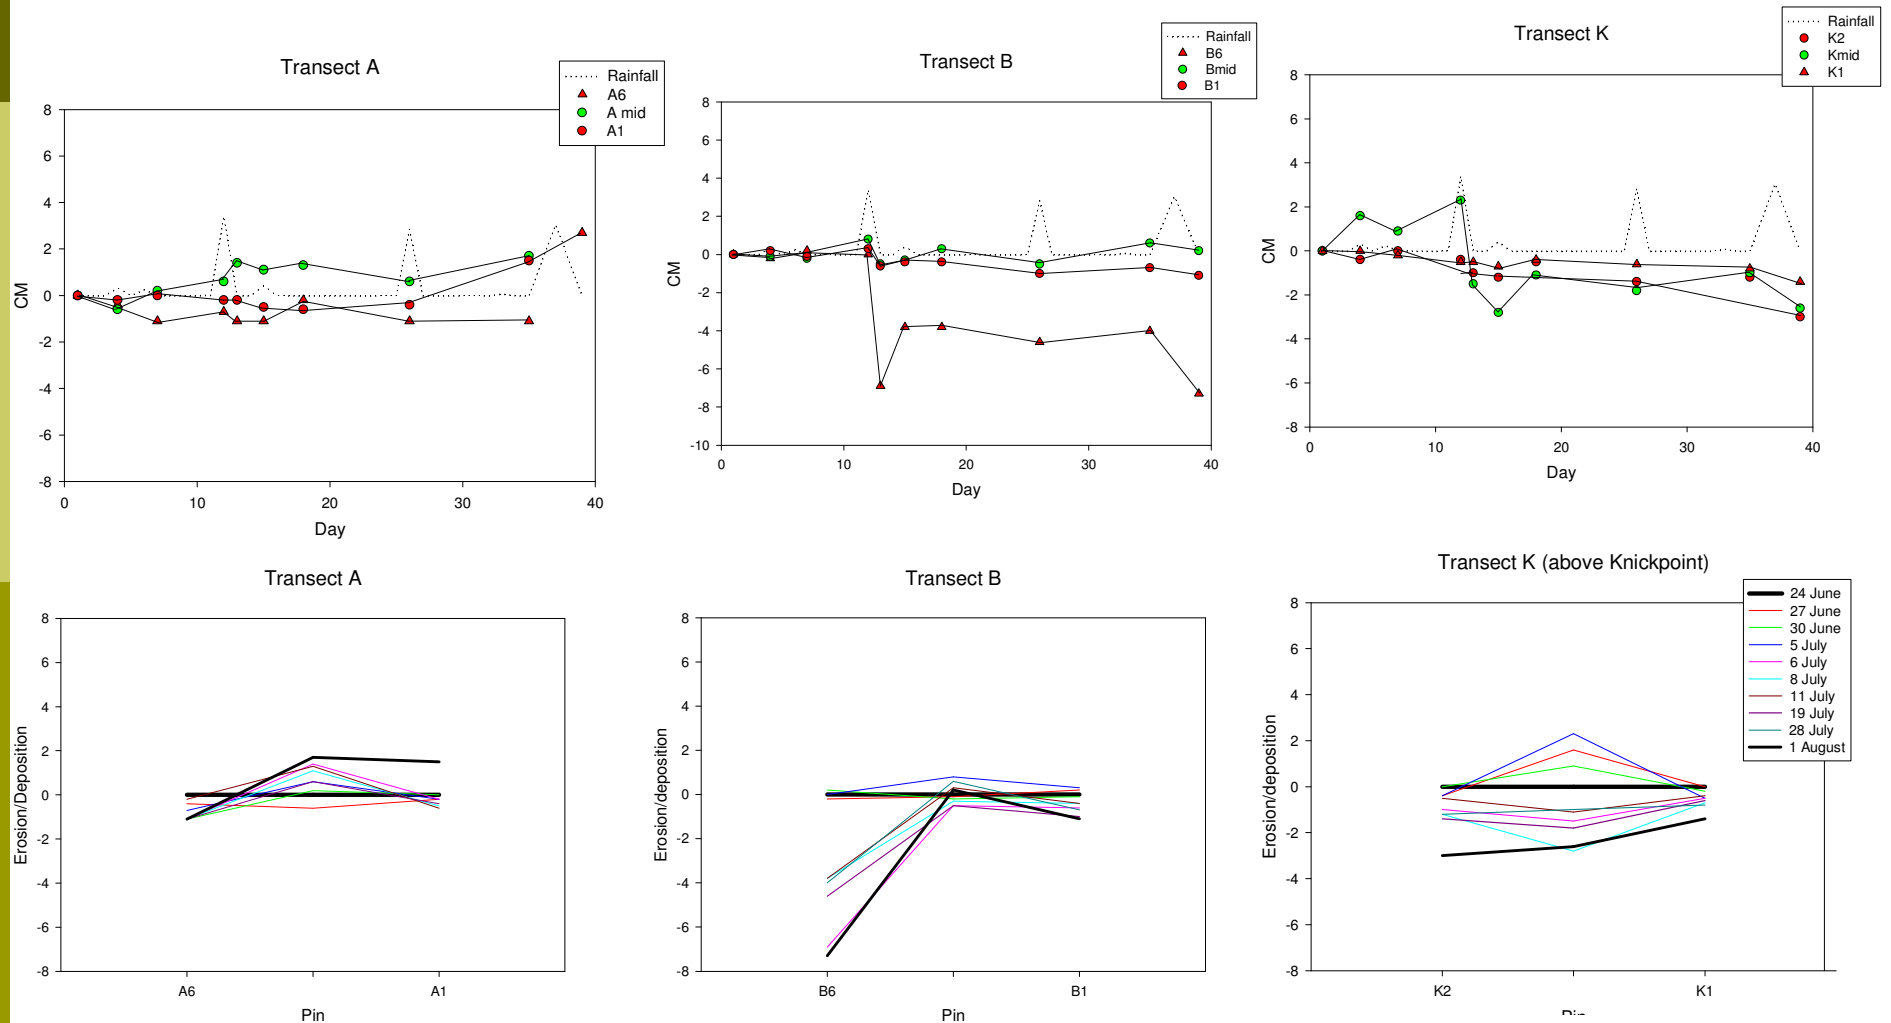 Transect A
Rainfall
A6
A mid
A1
8
6
4
2
0
-2
-4
-6
-8
CM
0 10 20 30 40
Day
Transect B
Rainfall
B6
Bmid
B1
8
6
4
2
0
-2
-4
-6
-8
-10
CM
0 10 20 30 40
Day
Transect K
Rainfall
K2
Kmid
K1
8
6
4
2
0
-2
-4
-6
-8
CM
0 10 20 30 40
Day
Transect A
8
6
4
2
0
-2
-4
-6
-8
Erosion/Deposition
A6 A1
Pin
Transect B
8
6
4
2
0
-2
-4
-6
-8
Erosion/deposition
B6 B1
Pin
Transect K (above Knickpoint)
24 June
27 June
30 June
5 July
6 July
8 July
11 July
19 July
28 July
1 August
8
6
4
2
0
-2
-4
-6
-8
Erosion/deposition
K2 K1